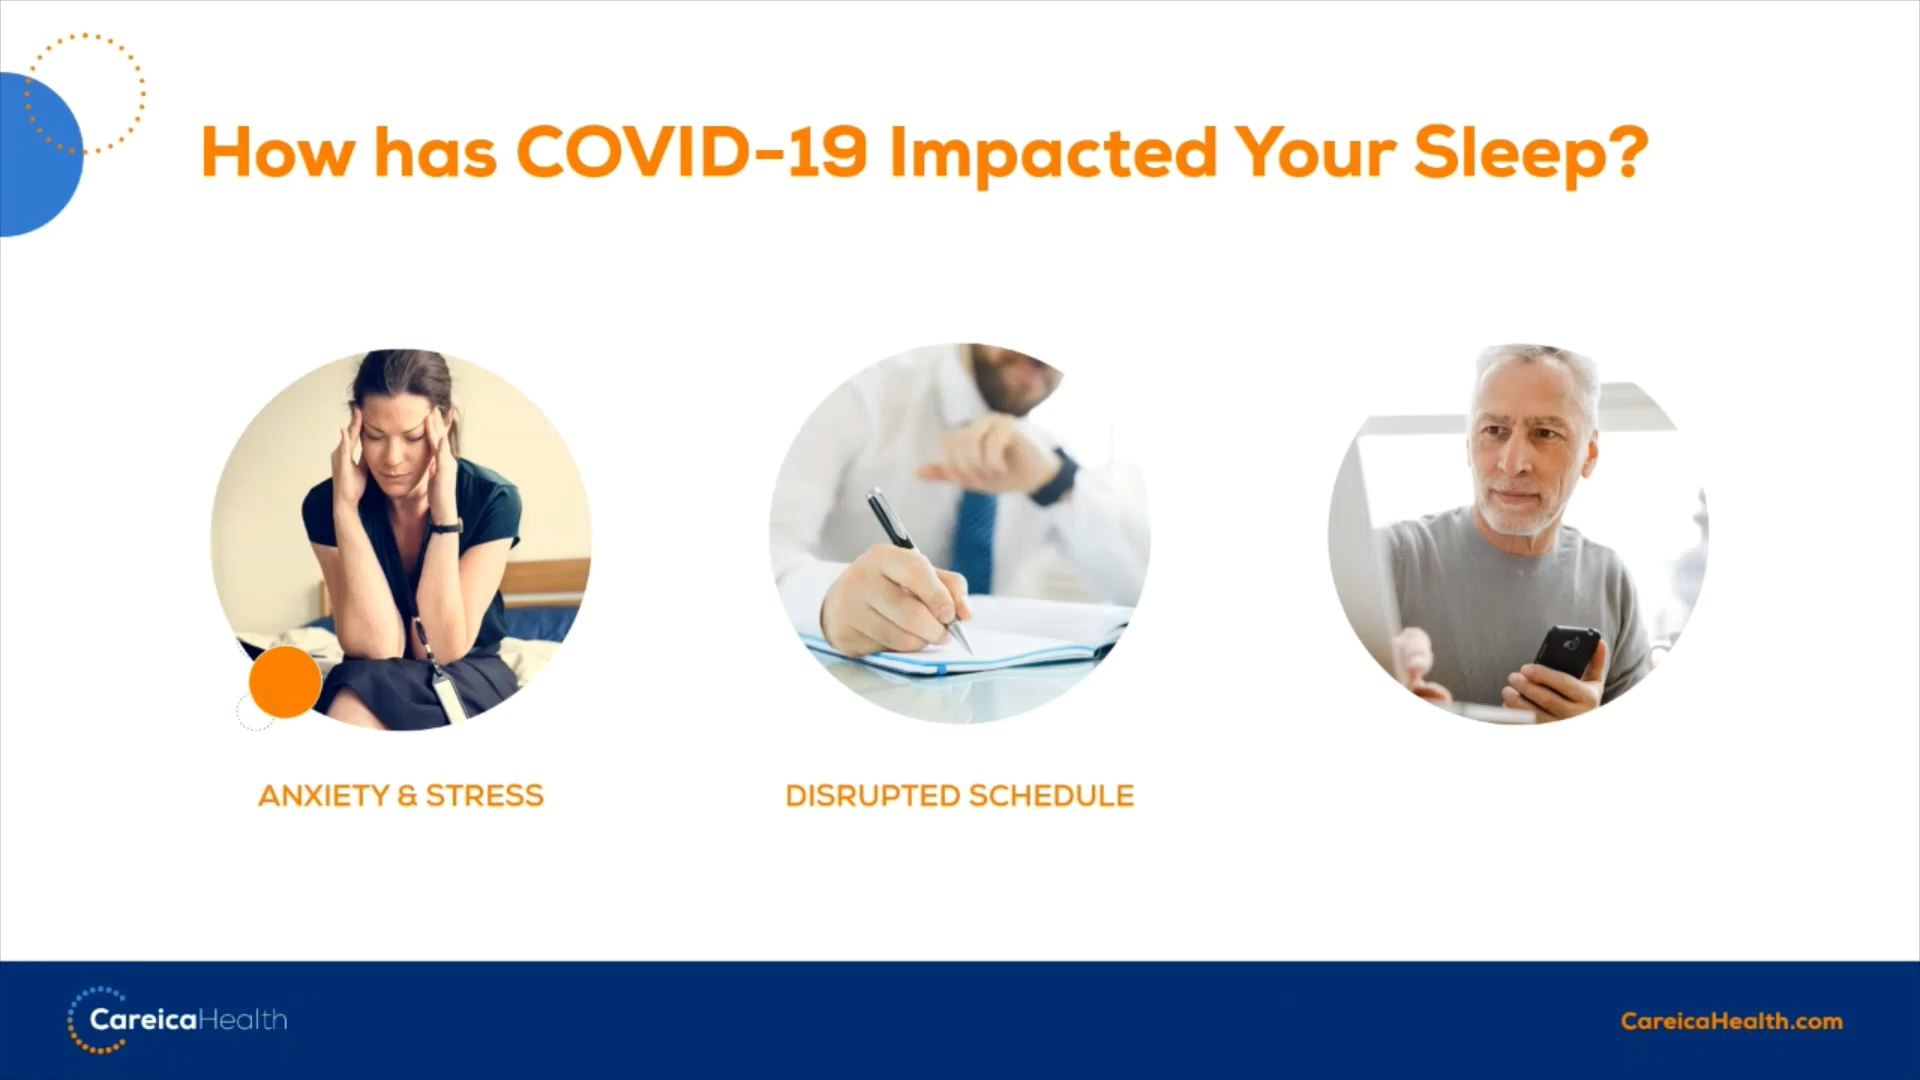 How has COVID-19 Impacted Your Sleep?
ANXIETY & STRESS
DISRUPTED SCHEDULE
CareicaHealth
CareicaHealth.com